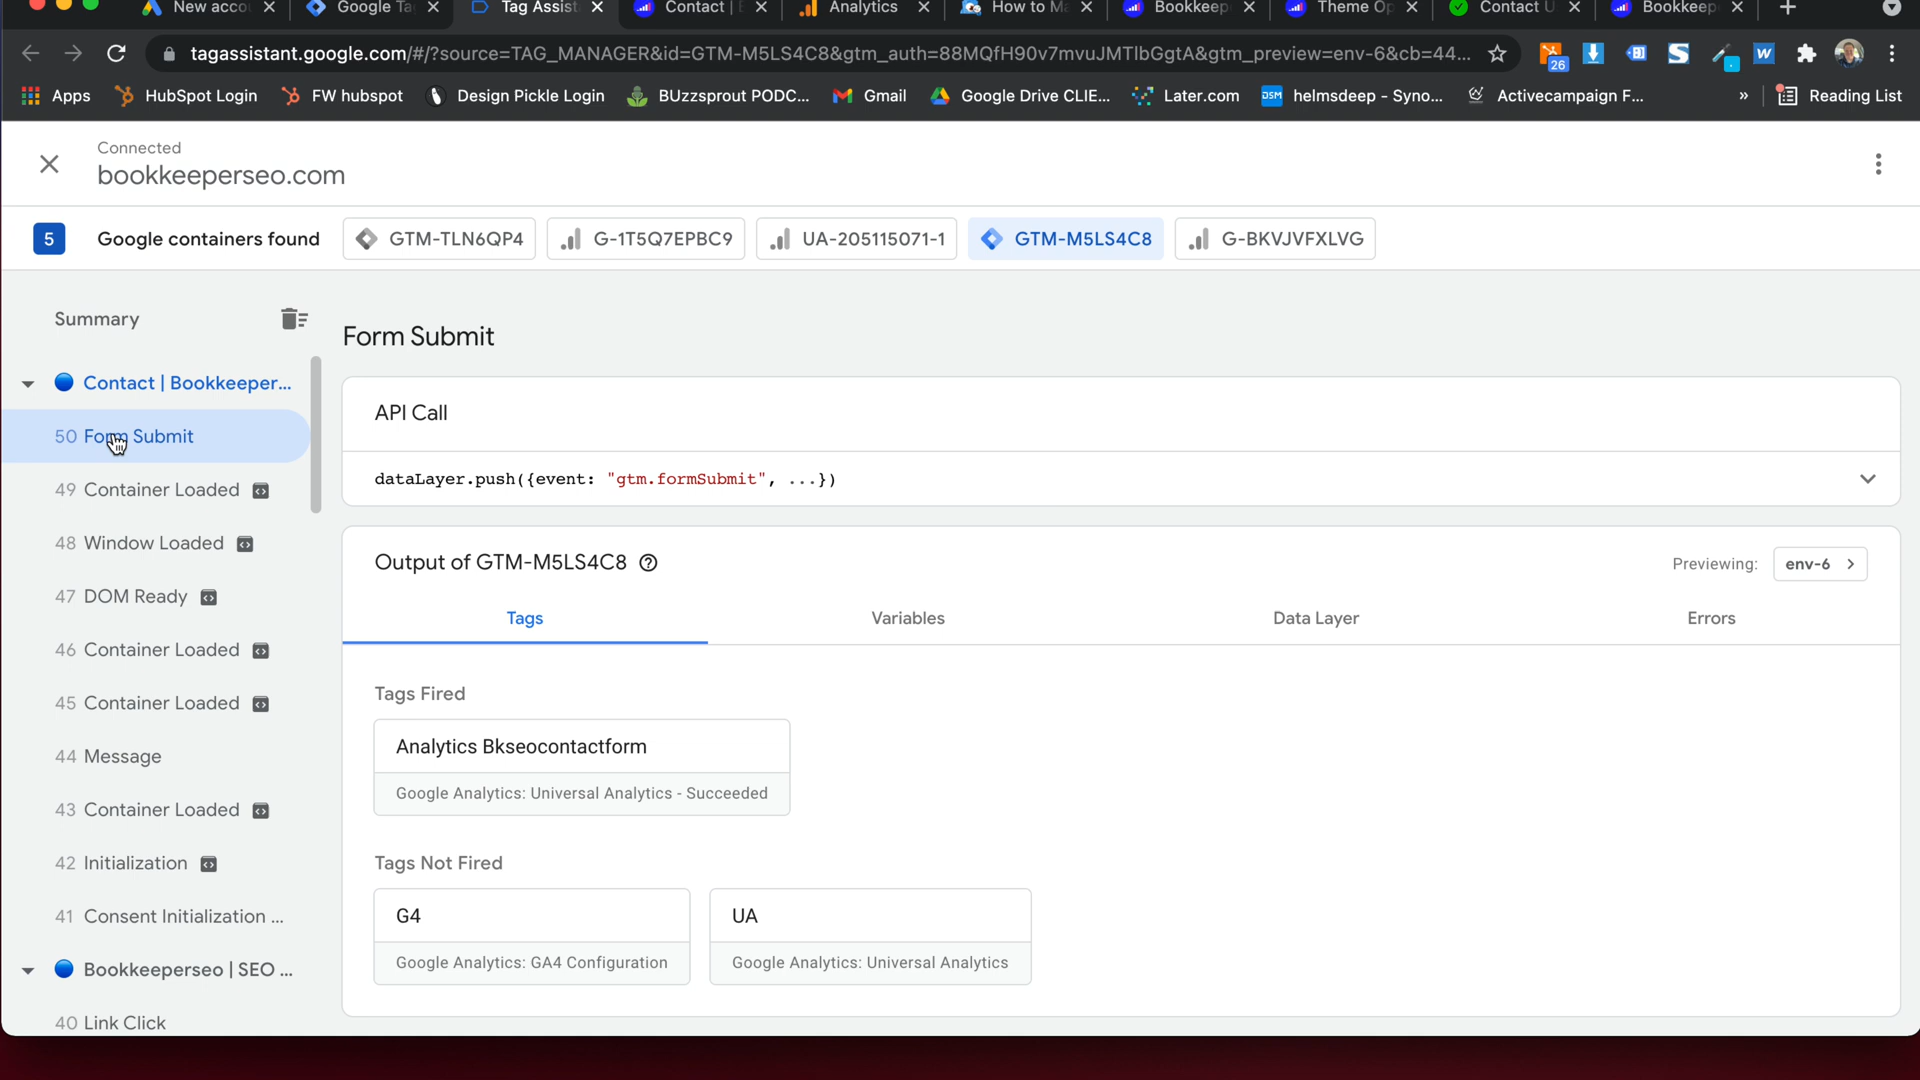 New acco
Google Ta
Tag Assist
Contact | B
Analytics
How to Ma
Bookkeep
Theme Op
Contact U
Bookkeep
tagassistant.google.com/#/?source=TAG_MANAGER&id=GTM-M5LS4C8&gtm_auth=88MQfH90v7mvuJMTlbGgtA&gtm_preview=env-6&cb=44...
26
Apps
HubSpot Login
FW hubspot
Design Pickle Login
BUzzsprout PODC...
Gmail
Google Drive CLIE...
Later.com
DSM
helmsdeep - Syno...
Activecampaign F...
»
Reading List
Connected
bookkeeperseo.com
5
Google containers found
GTM-TLN6QP4
G-1T5Q7EPBC9
UA-205115071-1
GTM-M5LS4C8
G-BKVJVFXLVG
Summary
Contact | Bookkeeper...
50 Form Submit
49 Container Loaded
48 Window Loaded
47 DOM Ready
46 Container Loaded
45 Container Loaded
44 Message
43 Container Loaded
42 Initialization
41 Consent Initialization ...
Bookkeeperseo | SEO ...
40 Link Click
Form Submit
API Call
dataLayer.push({event: "gtm.formSubmit", ...})
Output of GTM-M5LS4C8
Previewing:
env-6
Tags
Variables
Data Layer
Errors
Tags Fired
Analytics Bkseocontactform
Google Analytics: Universal Analytics - Succeeded
Tags Not Fired
G4
Google Analytics: GA4 Configuration
UA
Google Analytics: Universal Analytics